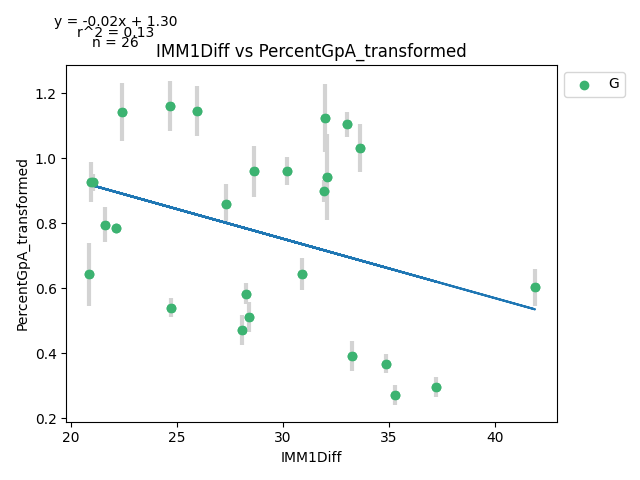 y = -0.02x + 1.30
r^2 = 0.13
n = 26
IMM1Diff vs PercentGpA_transformed
G
PercentGpA_transformed
1.2
1.0
0.8
0.6
0.4
0.2
20 25 30 35 40
IMM1Diff